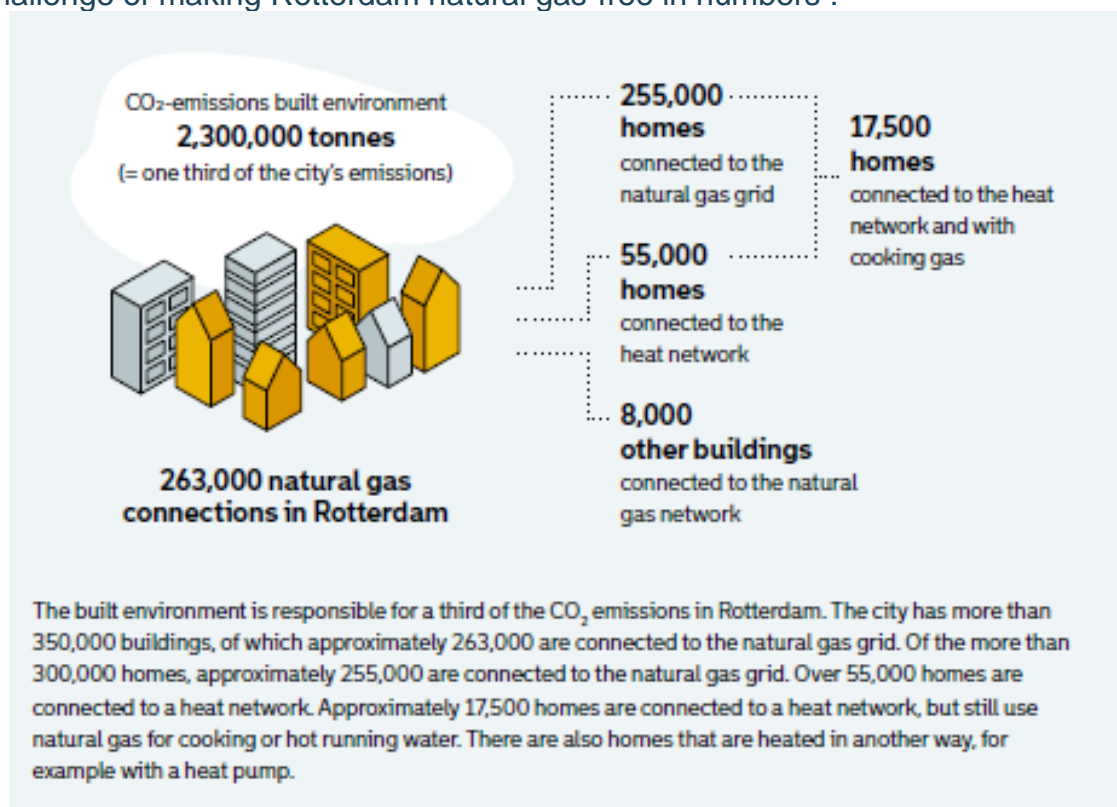 hallenge of making Rotterdam natural gas-free in numbers'.
CO₂-emissions built environment
2,300,000 tonnes
(= one third of the city's emissions)
263,000 natural gas
connections in Rotterdam
255,000
homes
connected to the
natural gas grid
55,000
homes
connected to the
heat network
8,000
other buildings
connected to the natural
gas network
17,500
homes
connected to the heat
network and with
cooking gas
The built environment is responsible for a third of the CO₂ emissions in Rotterdam. The city has more than
350,000 buildings, of which approximately 263,000 are connected to the natural gas grid. Of the more than
300,000 homes, approximately 255,000 are connected to the natural gas grid. Over 55,000 homes are
connected to a heat network. Approximately 17,500 homes are connected to a heat network, but still use
natural gas for cooking or hot running water. There are also homes that are heated in another way, for
example with a heat pump.